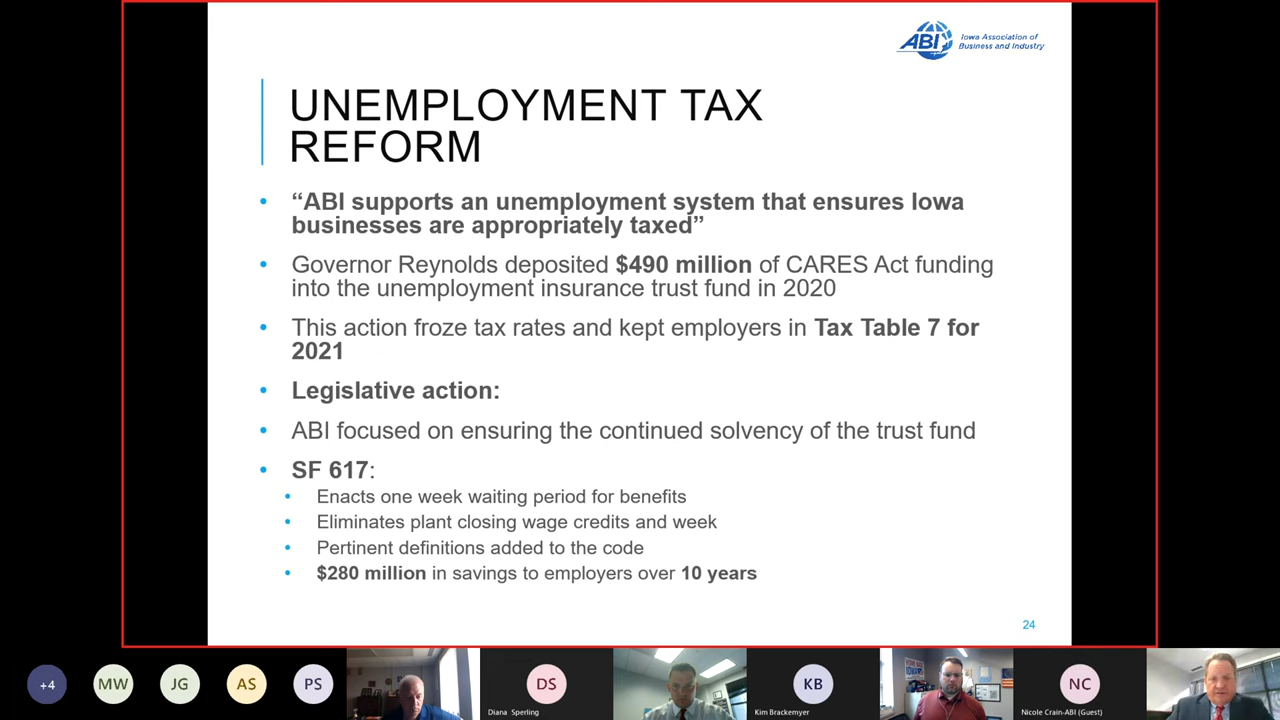 ABI
Iowa Association of
Business and Industry
UNEMPLOYMENT TAX
REFORM
• “ABI supports an unemployment system that ensures Iowa
businesses are appropriately taxed”
• Governor Reynolds deposited $490 million of CARES Act funding
into the unemployment insurance trust fund in 2020
• This action froze tax rates and kept employers in Tax Table 7 for
2021
• Legislative action:
• ABI focused on ensuring the continued solvency of the trust fund
• SF 617:
• Enacts one week waiting period for benefits
• Eliminates plant closing wage credits and week
• Pertinent definitions added to the code
• $280 million in savings to employers over 10 years
24
+4
MW
JG
AS
PS
DS
Diana Sperling
KB
Kim Brackemyer
NC
Nicole Crain-ABI (Guest)